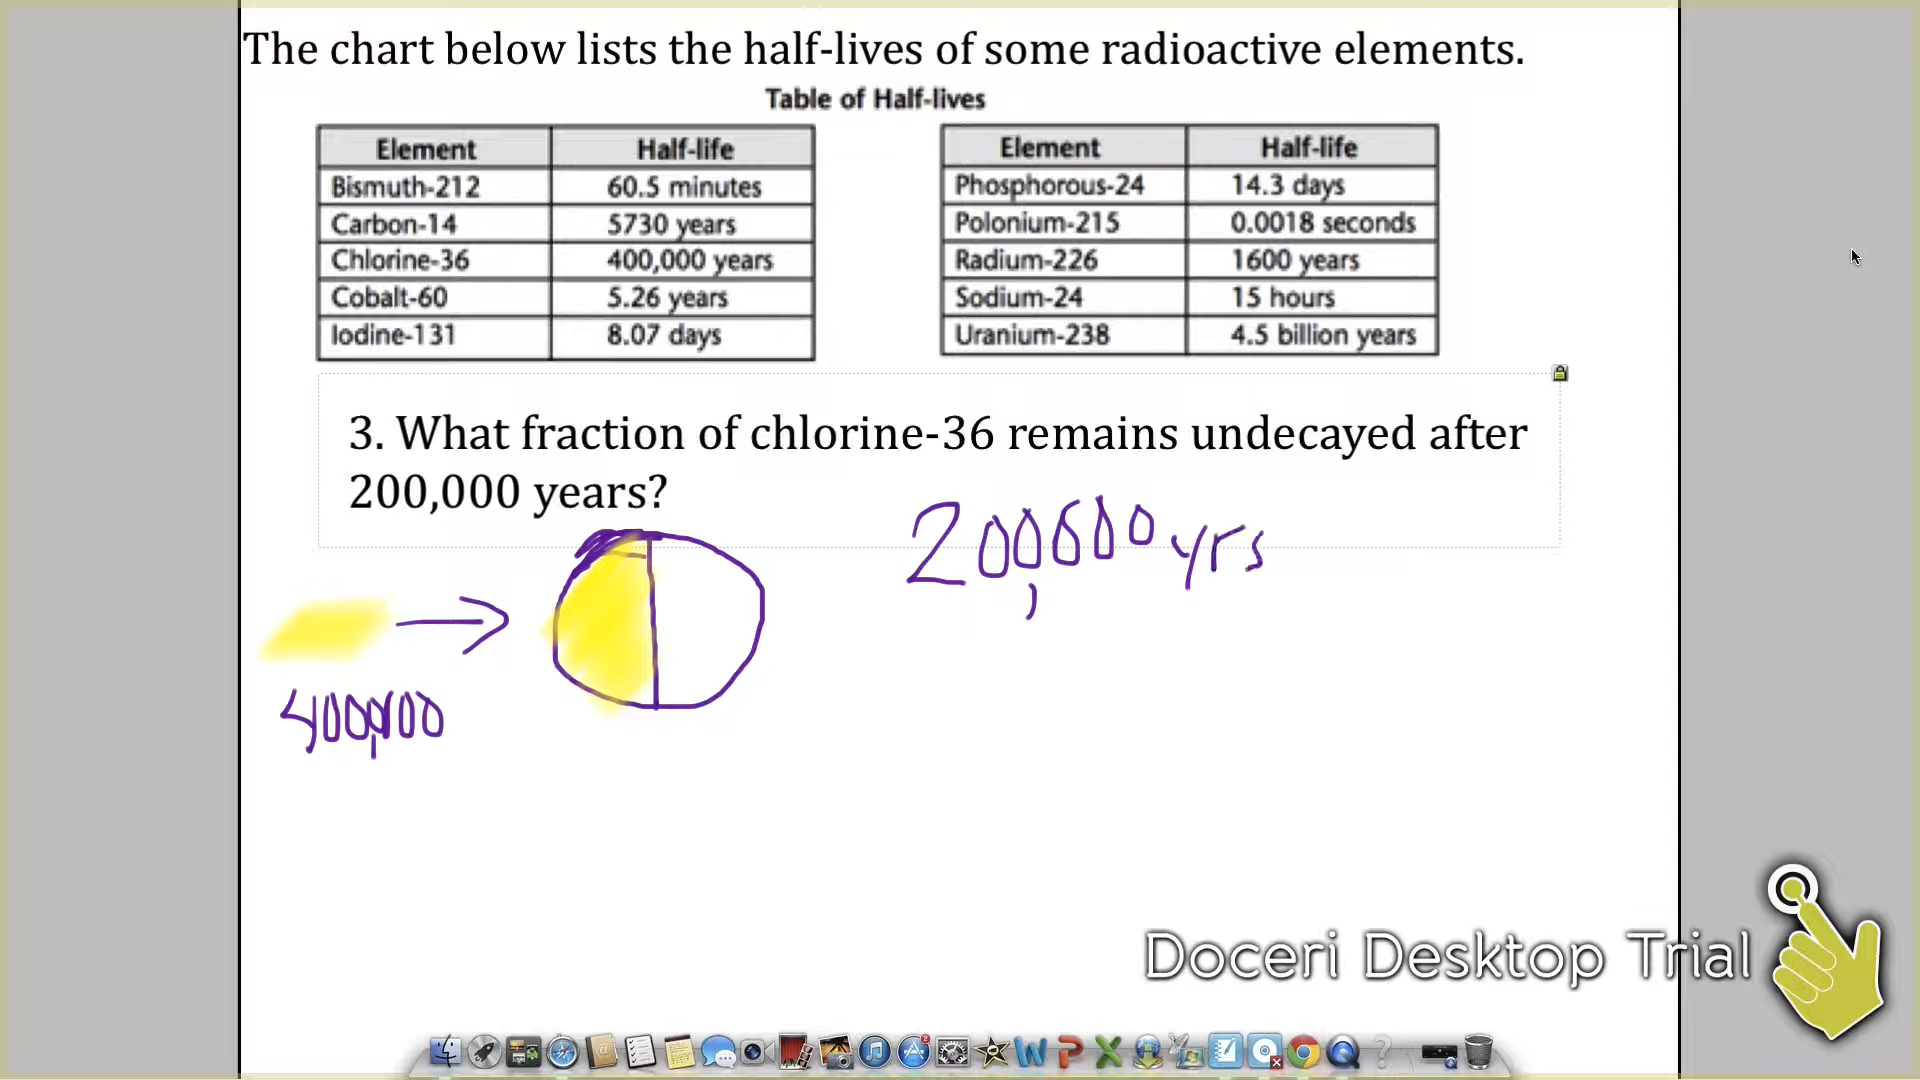 The chart below lists the half-lives of some radioactive elements.
Table of Half-lives
Element Half-life
Bismuth-212 60.5 minutes
Carbon-14 5730 years
Chlorine-36 400,000 years
Cobalt-60 5.26 years
Iodine-131 8.07 days
Element Half-life
Phosphorous-24 14.3 days
Polonium-215 0.0018 seconds
Radium-226 1600 years
Sodium-24 15 hours
Uranium-238 4.5 billion years
3. What fraction of chlorine-36 remains undecayed after
200,000 years?
200,000 yrs
400,000
Doceri Desktop Trial